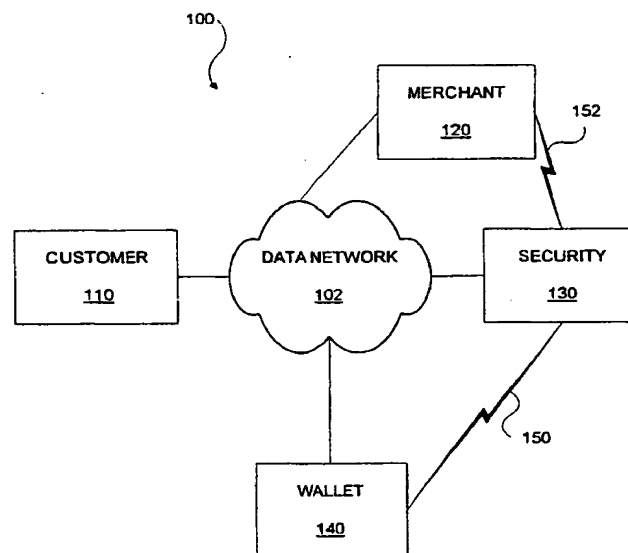 100
MERCHANT
120
152
CUSTOMER
110
DATA NETWORK
102
SECURITY
130
150
WALLET
140